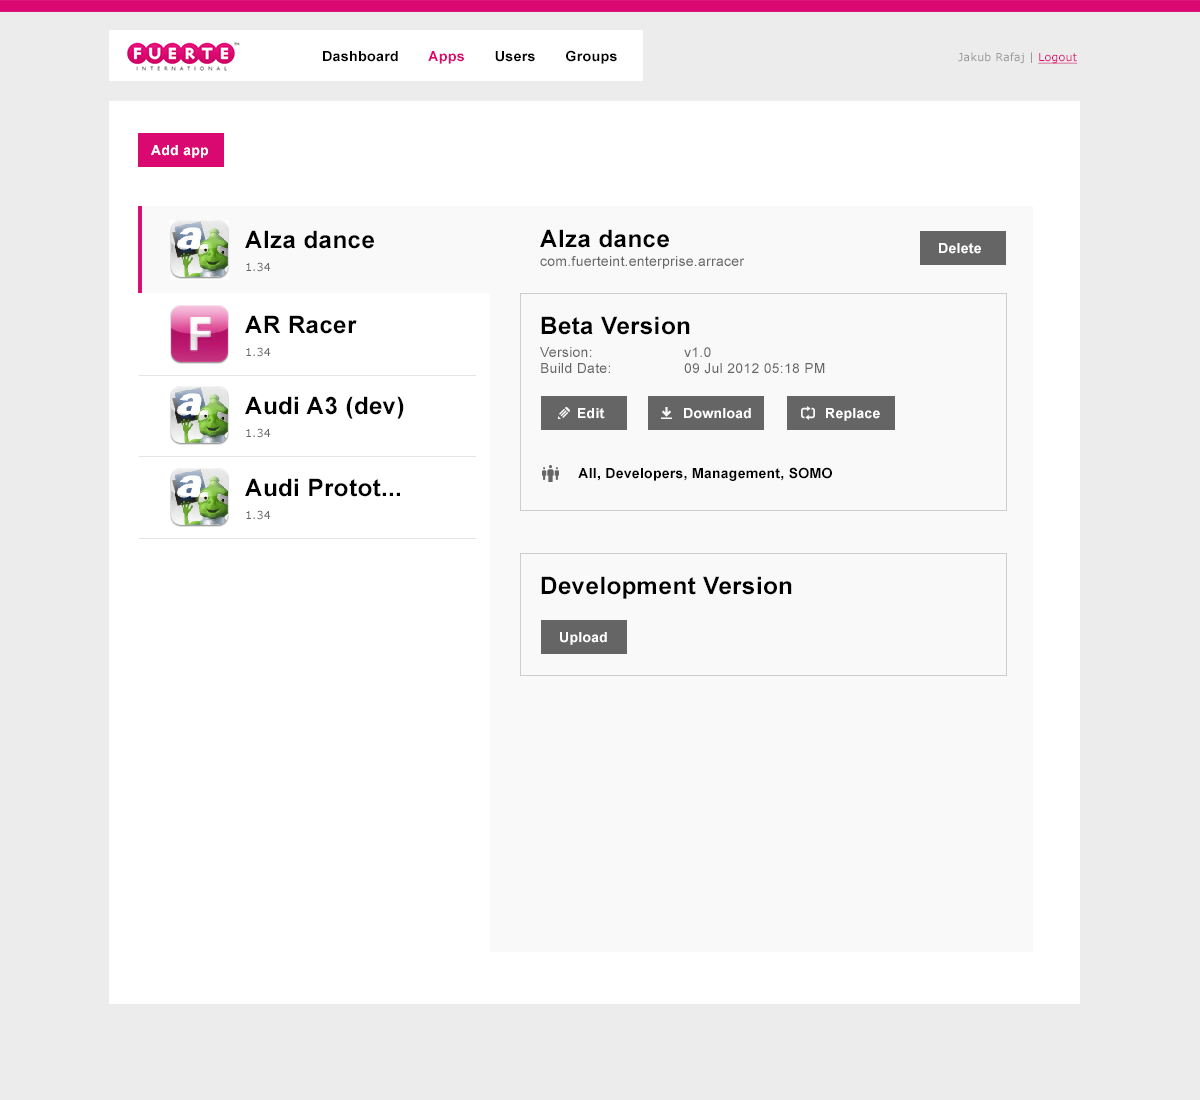 FUERTE™
INTERNATIONAL
Dashboard Apps Users Groups
Jakub Rafaj | Logout
Add app
a
Alza dance
1.34
F
AR Racer
1.34
a
Audi A3 (dev)
1.34
a
Audi Protot...
1.34
Alza dance
com.fuerteint.enterprise.arracer
Delete
Beta Version
Version: v1.0
Build Date: 09 Jul 2012 05:18 PM
Edit Download Replace
All, Developers, Management, SOMO
Development Version
Upload